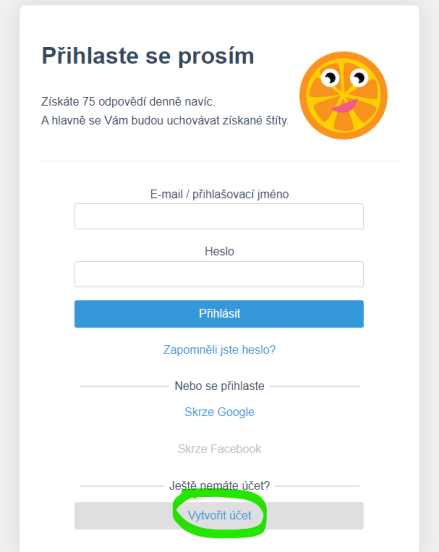 Přihlaste se prosím
Získáte 75 odpovědí denně navíc.
A hlavně se Vám budou uchovávat získané štíty.
E-mail / přihlašovací jméno
Heslo
Přihlásit
Zapomněli jste heslo?
Nebo se přihlaste
Skrze Google
Skrze Facebook
Ještě nemáte účet?
Vytvořit účet